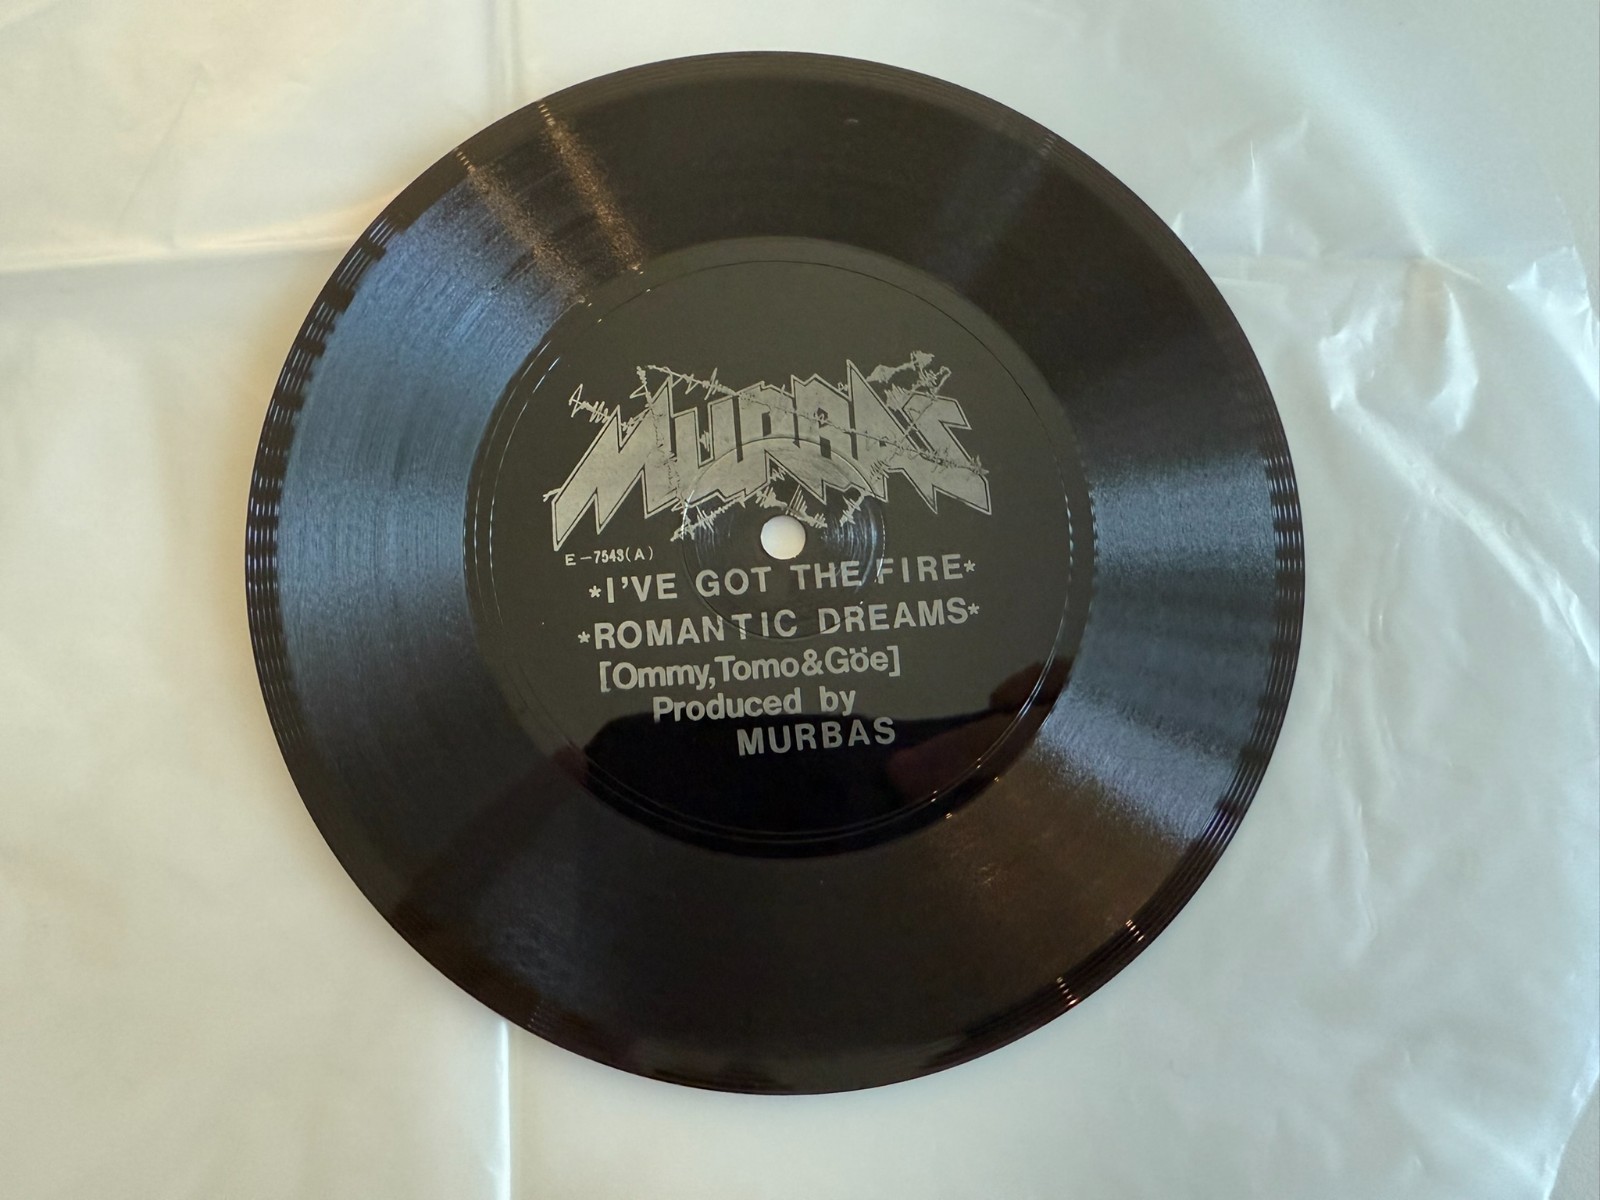 MURBAS
E-7543(A)
*I'VE GOT THE FIRE*
*ROMANTIC DREAMS*
[Ommy,Tomo&Göe]
Produced by
MURBAS